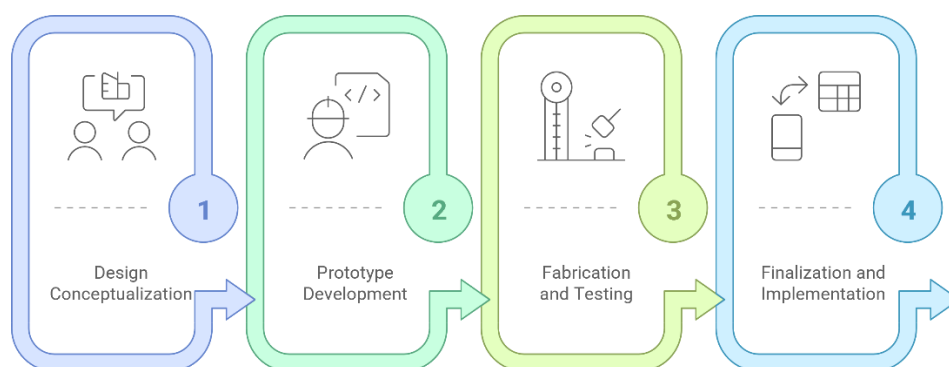 1
Design
Conceptualization
</>
2
Prototype
Development
3
Fabrication
and Testing
4
Finalization and
Implementation